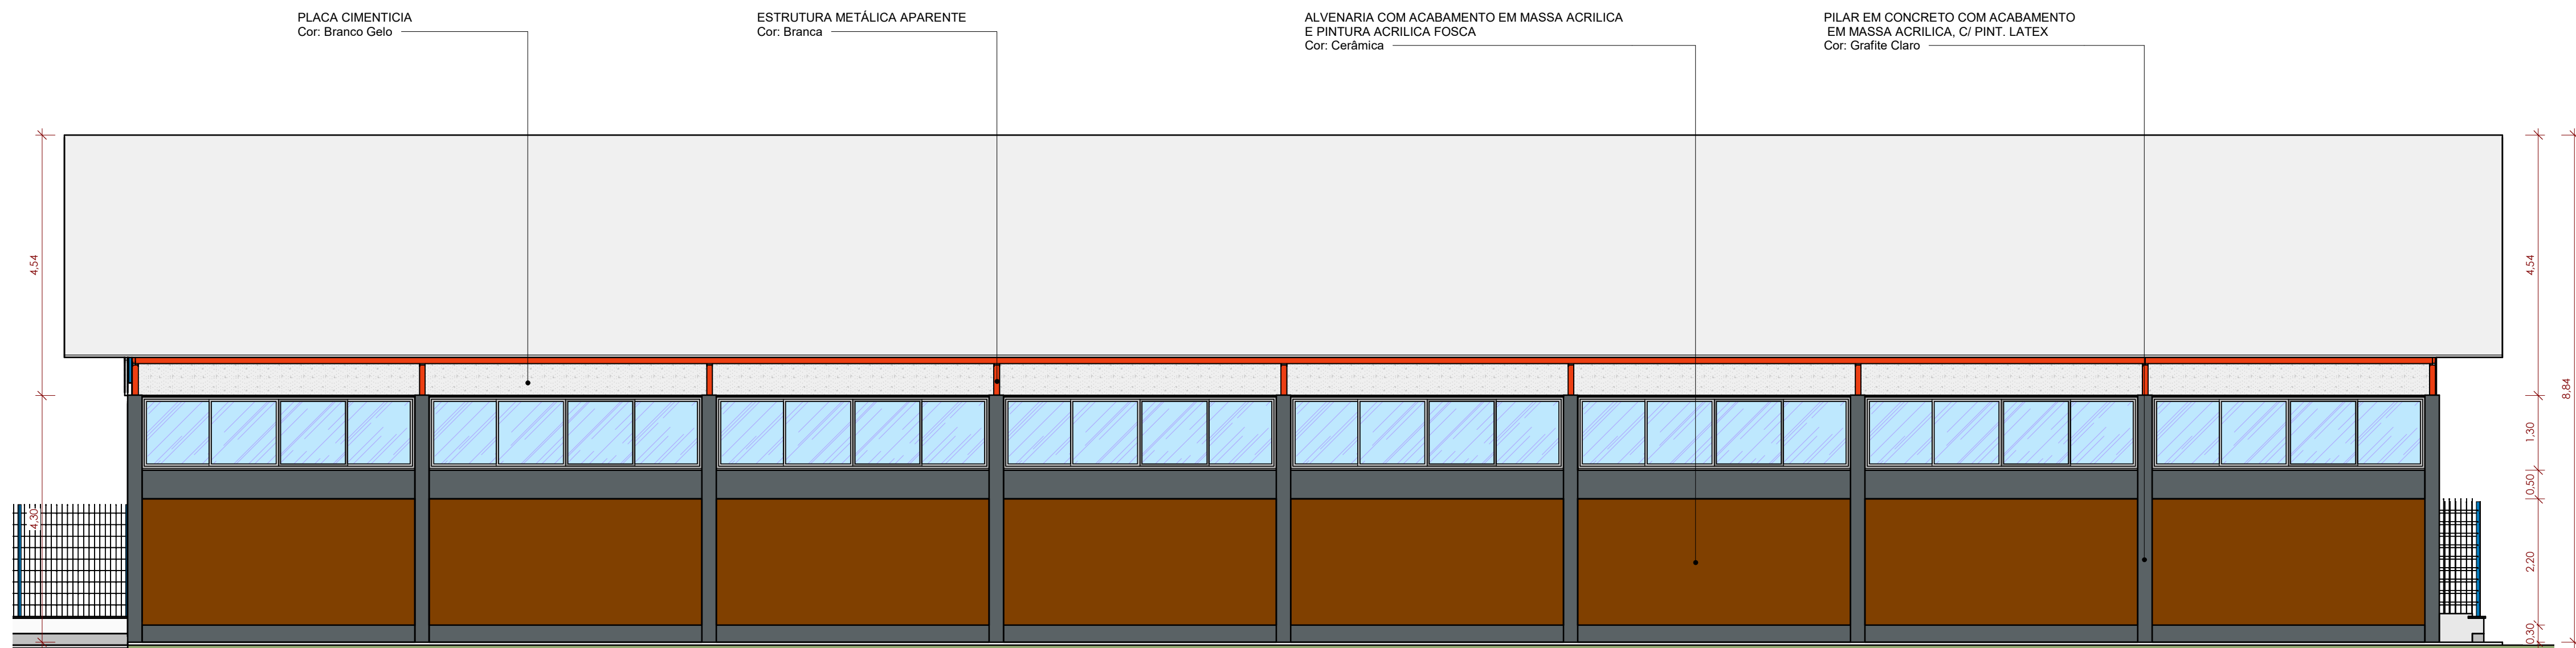 PLACA CIMENTICIA
Cor: Branco Gelo
ESTRUTURA METÁLICA APARENTE
Cor: Branca
ALVENARIA COM ACABAMENTO EM MASSA ACRILICA
E PINTURA ACRILICA FOSCA
Cor: Cerâmica
PILAR EM CONCRETO COM ACABAMENTO
EM MASSA ACRILICA, C/ PINT. LATEX
Cor: Grafite Claro
4,54
4,30
4,54
1,30
0,50
2,20
0,30
8,84